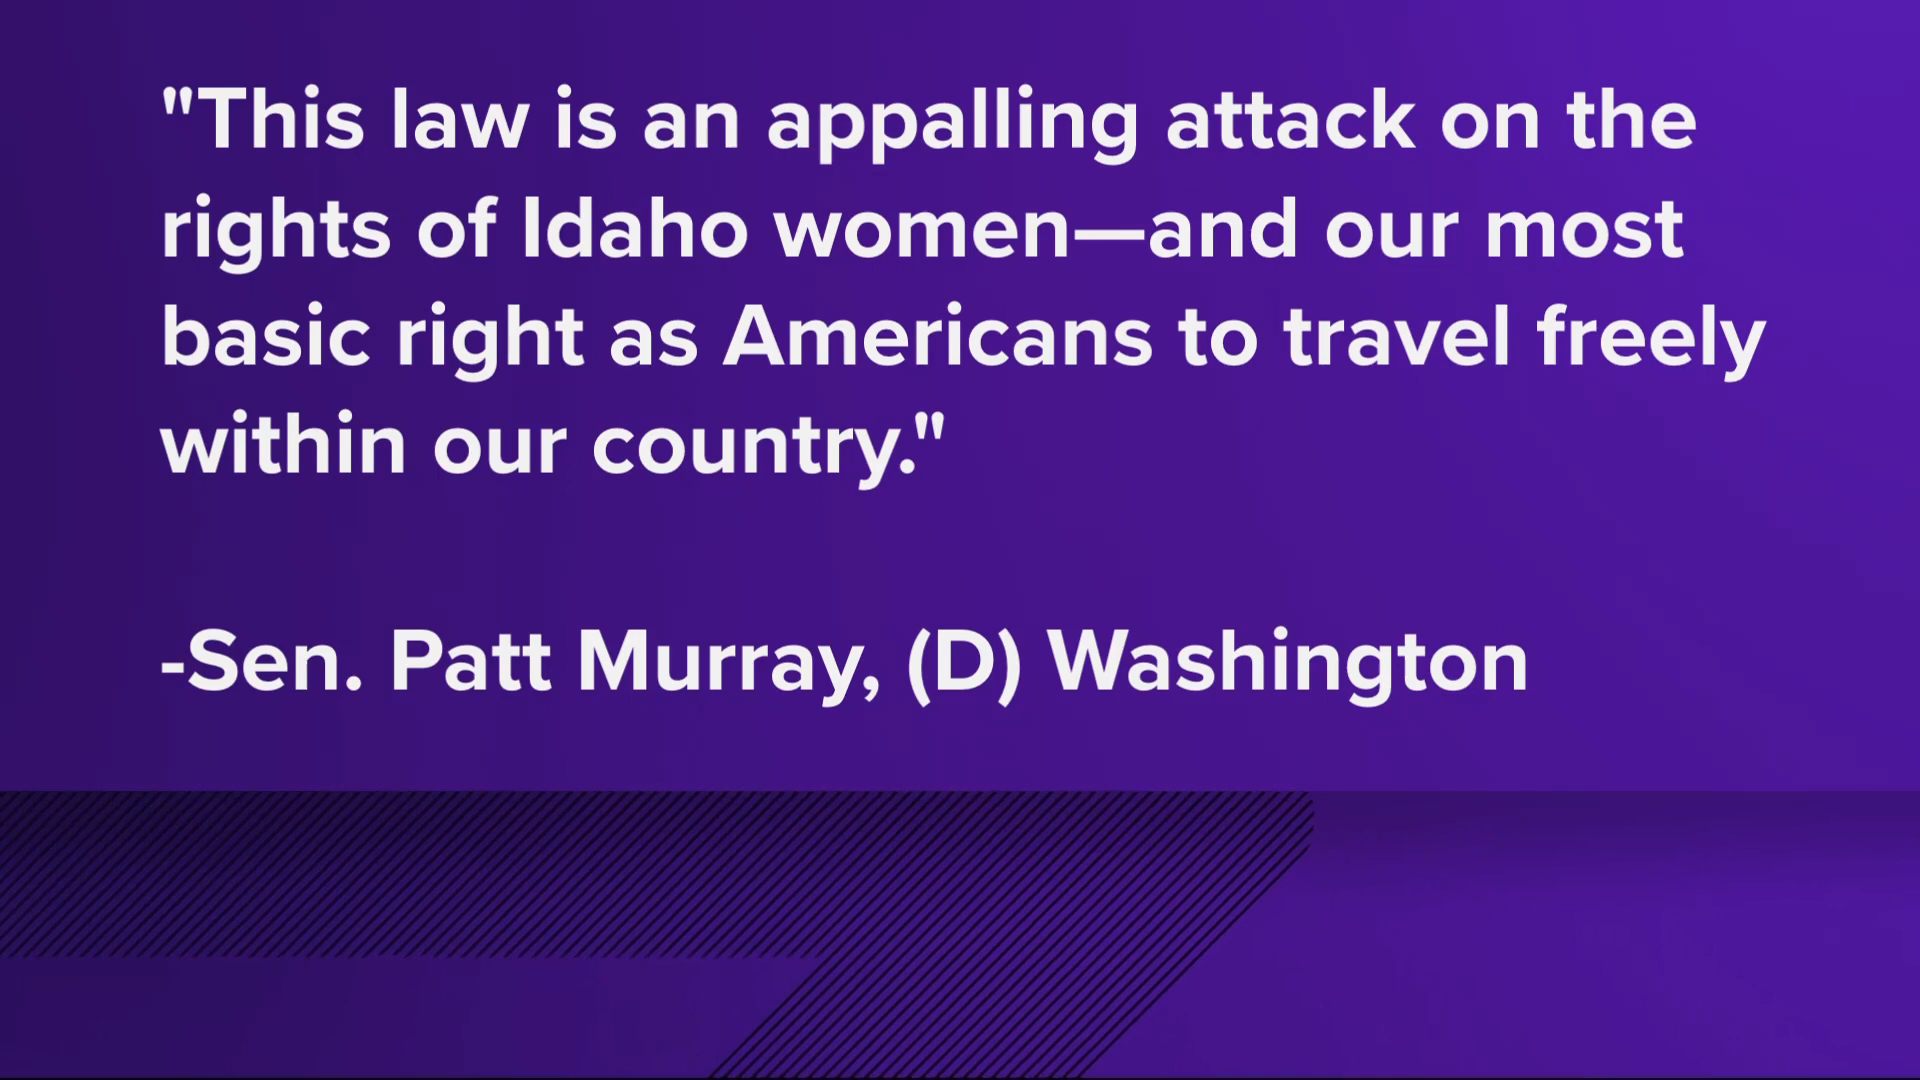 "This law is an appalling attack on the
rights of Idaho women—and our most
basic right as Americans to travel freely
within our country."
-Sen. Patt Murray, (D) Washington